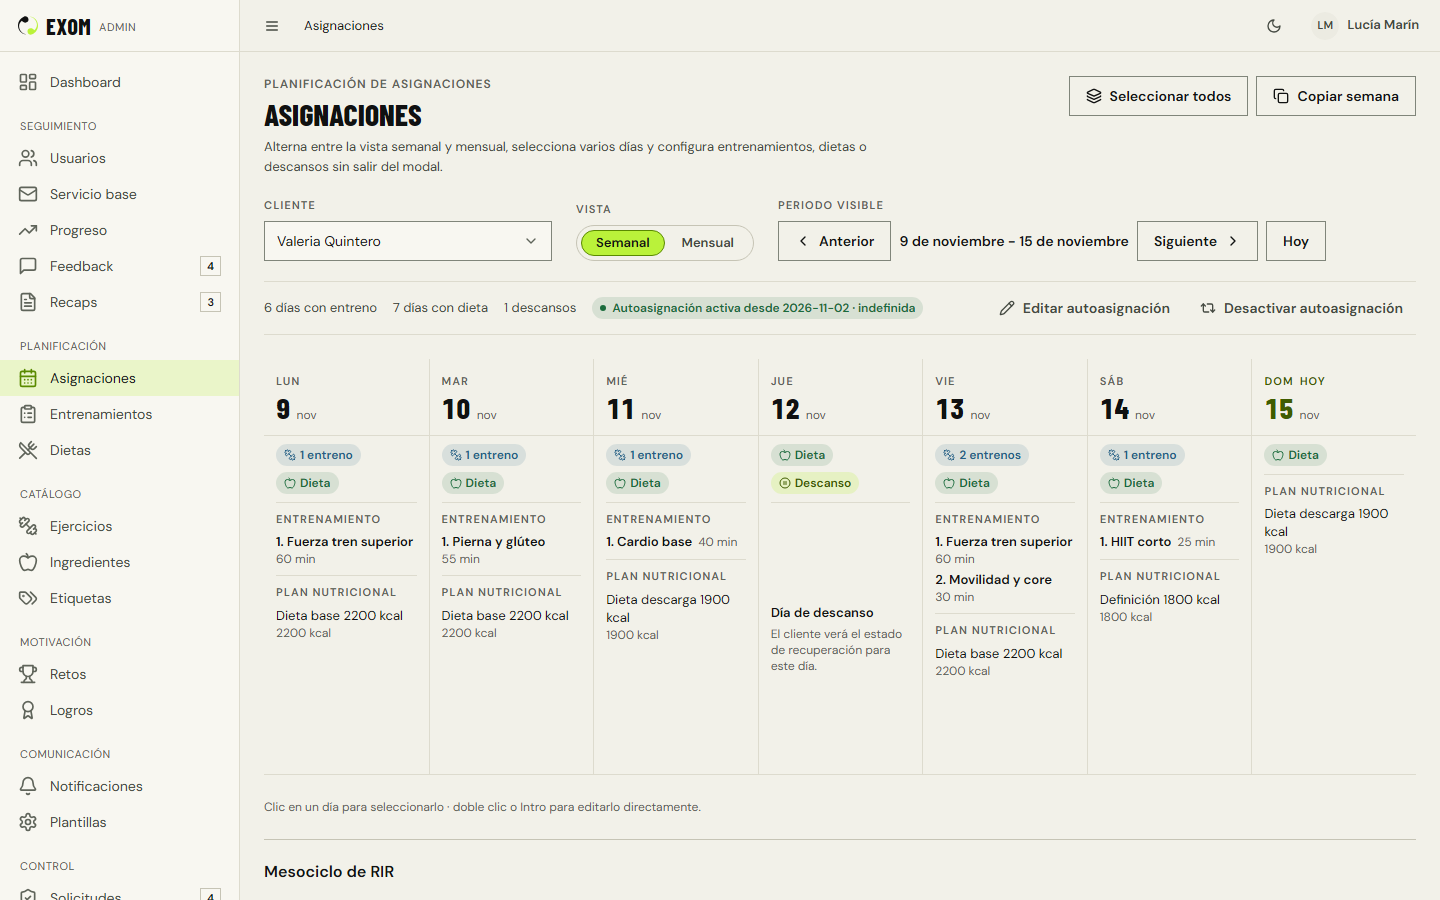 EXOM ADMIN
Asignaciones
LM Lucía Marín
Dashboard
SEGUIMIENTO
Usuarios
Servicio base
Progreso
Feedback 4
Recaps 3
PLANIFICACIÓN
Asignaciones
Entrenamientos
Dietas
CATÁLOGO
Ejercicios
Ingredientes
Etiquetas
MOTIVACIÓN
Retos
Logros
COMUNICACIÓN
Notificaciones
Plantillas
CONTROL
Solicitudes 4
PLANIFICACIÓN DE ASIGNACIONES
ASIGNACIONES
Alterna entre la vista semanal y mensual, selecciona varios días y configura entrenamientos, dietas o
descansos sin salir del modal.
Seleccionar todos
Copiar semana
CLIENTE
Valeria Quintero
VISTA
Semanal Mensual
PERIODO VISIBLE
Anterior 9 de noviembre - 15 de noviembre Siguiente Hoy
6 días con entreno 7 días con dieta 1 descansos Autoasignación activa desde 2026-11-02 · indefinida
Editar autoasignación Desactivar autoasignación
LUN
9 nov
1 entreno
Dieta
ENTRENAMIENTO
1. Fuerza tren superior
60 min
PLAN NUTRICIONAL
Dieta base 2200 kcal
2200 kcal
MAR
10 nov
1 entreno
Dieta
ENTRENAMIENTO
1. Pierna y glúteo
55 min
PLAN NUTRICIONAL
Dieta base 2200 kcal
2200 kcal
MIÉ
11 nov
1 entreno
Dieta
ENTRENAMIENTO
1. Cardio base 40 min
PLAN NUTRICIONAL
Dieta descarga 1900
kcal
1900 kcal
JUE
12 nov
Dieta
Descanso
Día de descanso
El cliente verá el estado
de recuperación para
este día.
VIE
13 nov
2 entrenos
Dieta
ENTRENAMIENTO
1. Fuerza tren superior
60 min
2. Movilidad y core
30 min
PLAN NUTRICIONAL
Dieta base 2200 kcal
2200 kcal
SÁB
14 nov
1 entreno
Dieta
ENTRENAMIENTO
1. HIIT corto 25 min
PLAN NUTRICIONAL
Definición 1800 kcal
1800 kcal
DOM HOY
15 nov
Dieta
PLAN NUTRICIONAL
Dieta descarga 1900
kcal
1900 kcal
Clic en un día para seleccionarlo · doble clic o Intro para editarlo directamente.
Mesociclo de RIR